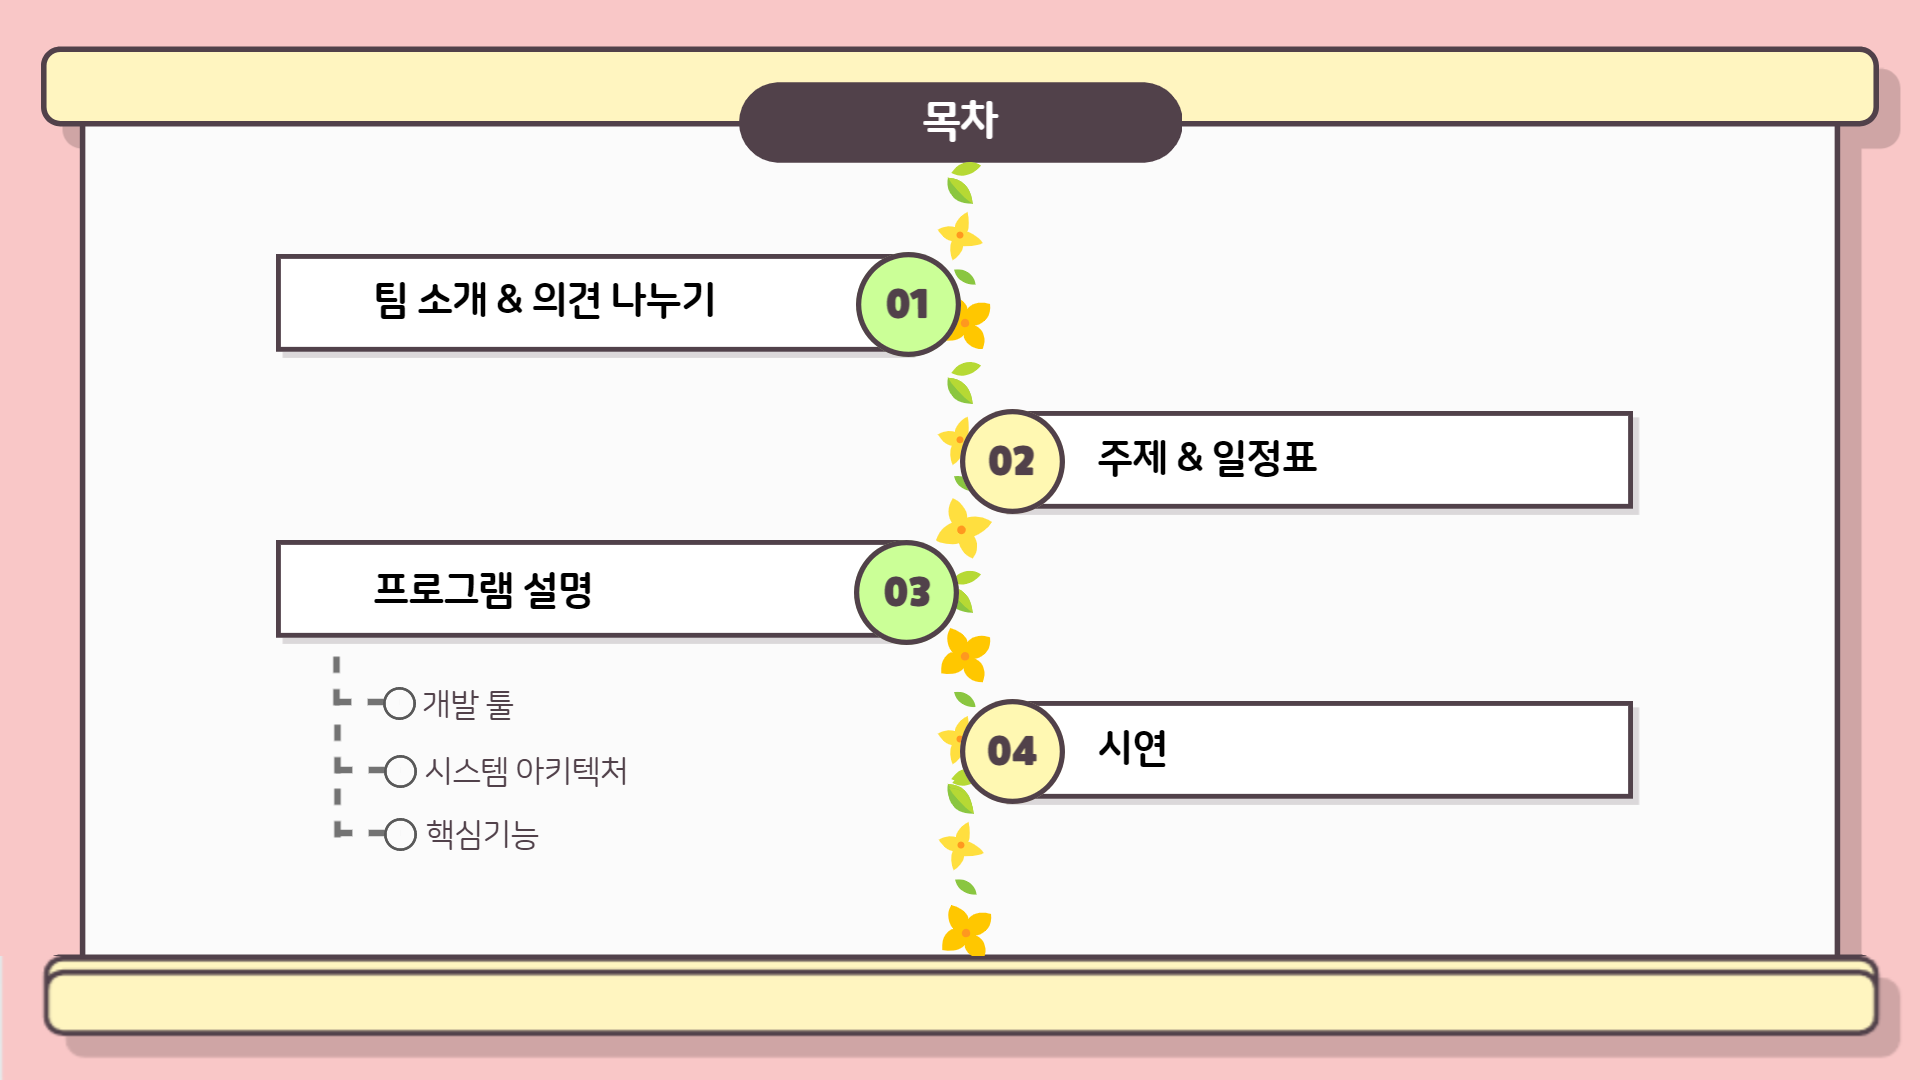 목차
팀 소개 & 의견 나누기
01
02
주제 & 일정표
프로그램 설명
03
개발 툴
시스템 아키텍처
핵심기능
04
시연